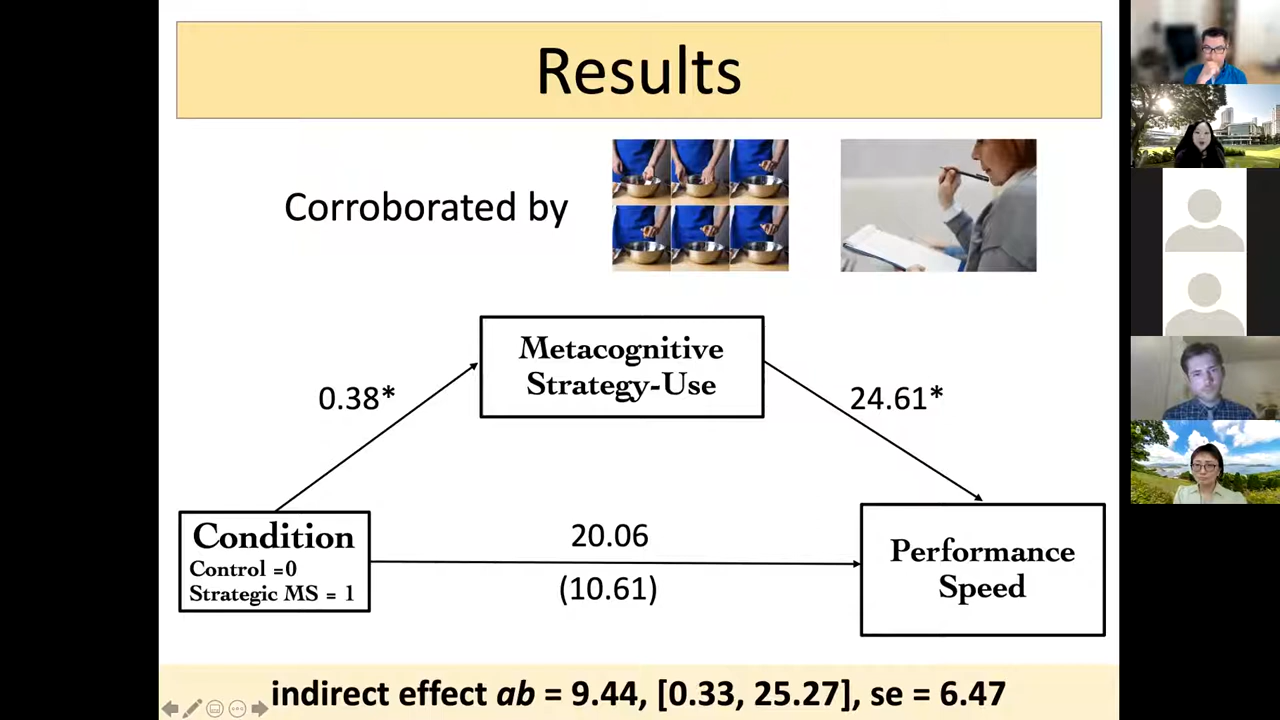 Results
Corroborated by
Metacognitive
Strategy-Use
0.38*
24.61*
Condition
Control =0
Strategic MS = 1
20.06
(10.61)
Performance
Speed
indirect effect ab = 9.44, [0.33, 25.27], se = 6.47